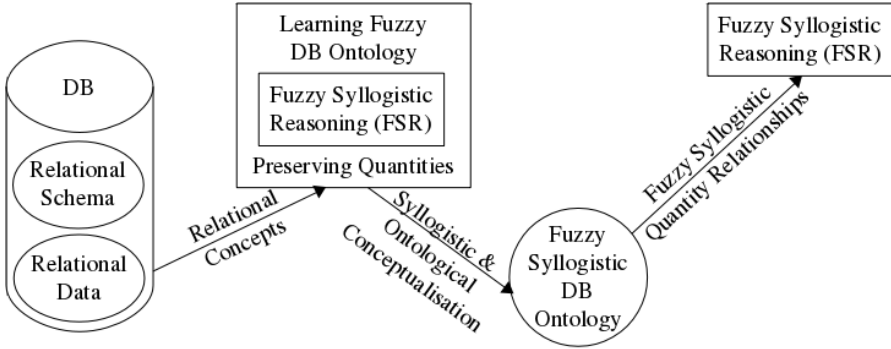 DB
Relational
Schema
Relational
Data
Relational
Concepts
Learning Fuzzy
DB Ontology
Fuzzy Syllogistic
Reasoning (FSR)
Preserving Quantities
Syllogistic &
Ontological
Conceptualisation
Fuzzy
Syllogistic
DB
Ontology
Fuzzy Syllogistic
Quantity Relationships
Fuzzy Syllogistic
Reasoning (FSR)